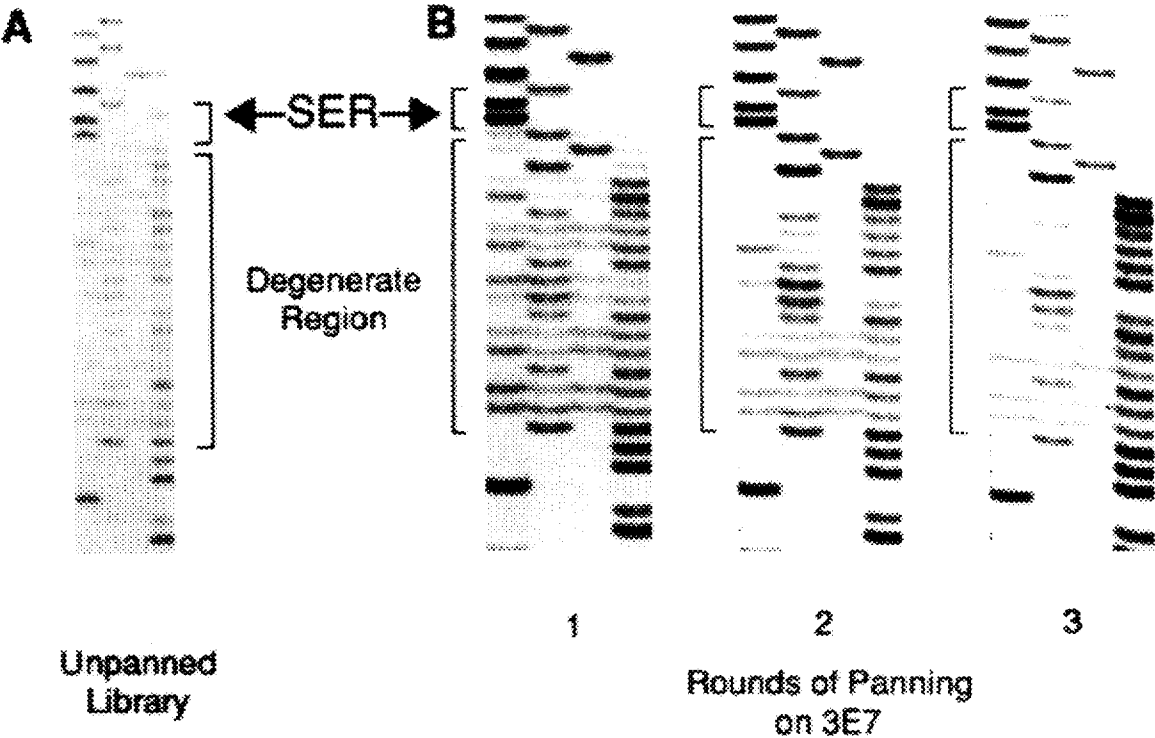 A
B
SER
Degenerate
Region
1
2
3
Unpanned
Library
Rounds of Panning
on 3E7